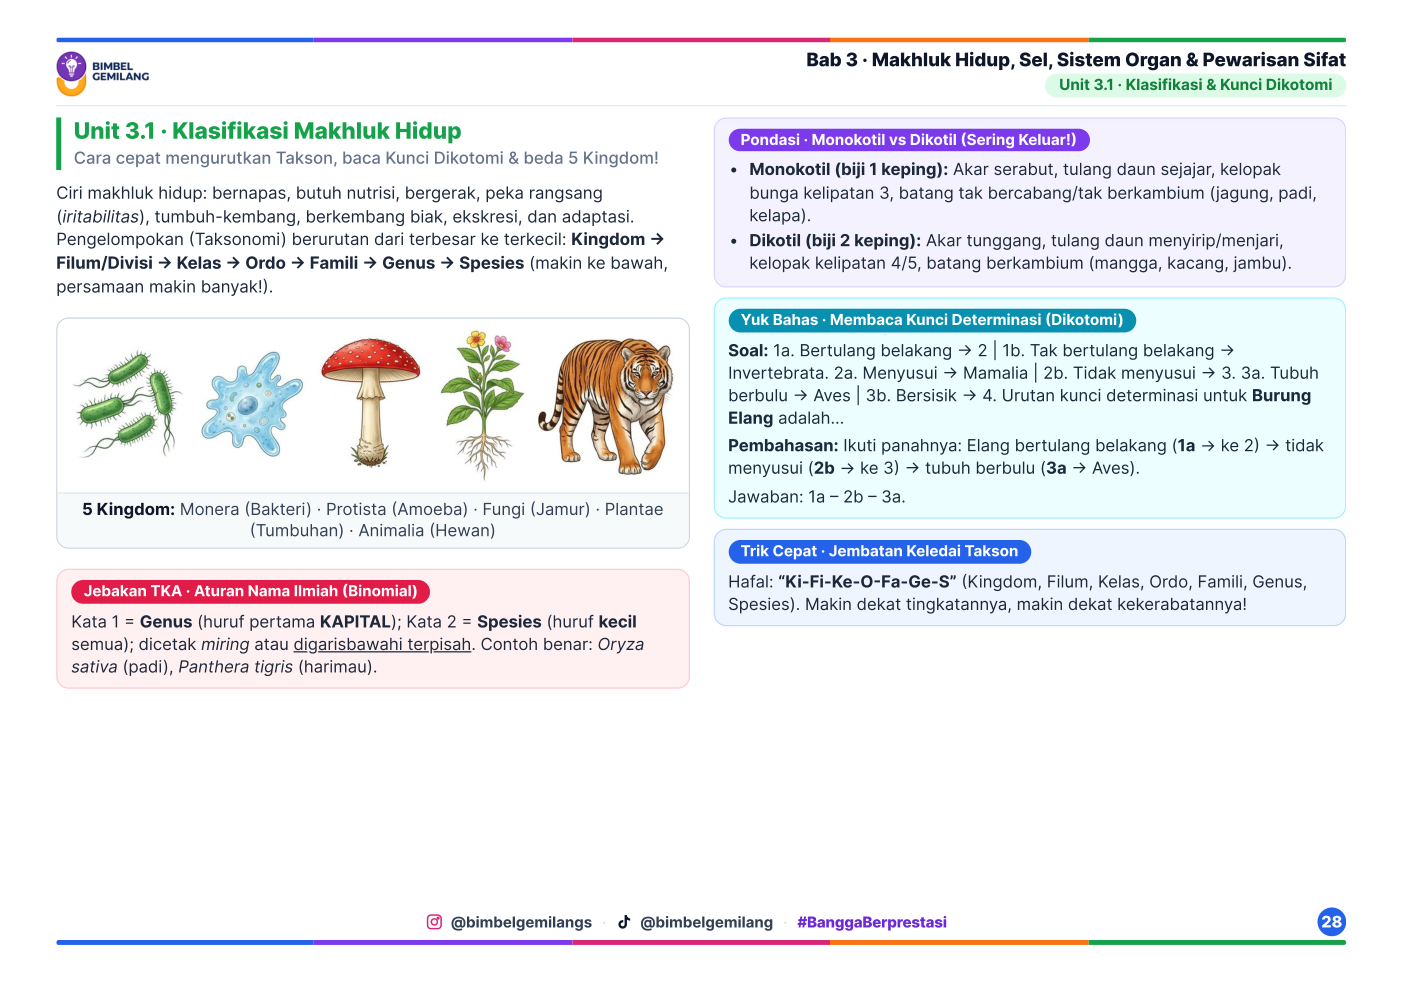 BIMBEL
GEMILANG
Bab 3 · Makhluk Hidup, Sel, Sistem Organ & Pewarisan Sifat
Unit 3.1 · Klasifikasi & Kunci Dikotomi
Unit 3.1 · Klasifikasi Makhluk Hidup
Cara cepat mengurutkan Takson, baca Kunci Dikotomi & beda 5 Kingdom!
Ciri makhluk hidup: bernapas, butuh nutrisi, bergerak, peka rangsang
(iritabilitas), tumbuh-kembang, berkembang biak, ekskresi, dan adaptasi.
Pengelompokan (Taksonomi) berurutan dari terbesar ke terkecil: Kingdom →
Filum/Divisi → Kelas → Ordo → Famili → Genus → Spesies (makin ke bawah,
persamaan makin banyak!).
5 Kingdom: Monera (Bakteri) · Protista (Amoeba) · Fungi (Jamur) · Plantae
(Tumbuhan) · Animalia (Hewan)
Jebakan TKA · Aturan Nama Ilmiah (Binomial)
Kata 1 = Genus (huruf pertama KAPITAL); Kata 2 = Spesies (huruf kecil
semua); dicetak miring atau digarisbawahi terpisah. Contoh benar: Oryza
sativa (padi), Panthera tigris (harimau).
Pondasi · Monokotil vs Dikotil (Sering Keluar!)
• Monokotil (biji 1 keping): Akar serabut, tulang daun sejajar, kelopak
bunga kelipatan 3, batang tak bercabang/tak berkambium (jagung, padi,
kelapa).
• Dikotil (biji 2 keping): Akar tunggang, tulang daun menyirip/menjari,
kelopak kelipatan 4/5, batang berkambium (mangga, kacang, jambu).
Yuk Bahas · Membaca Kunci Determinasi (Dikotomi)
Soal: 1a. Bertulang belakang → 2 | 1b. Tak bertulang belakang →
Invertebrata. 2a. Menyusui → Mamalia | 2b. Tidak menyusui → 3. 3a. Tubuh
berbulu → Aves | 3b. Bersisik → 4. Urutan kunci determinasi untuk Burung
Elang adalah...
Pembahasan: Ikuti panahnya: Elang bertulang belakang (1a → ke 2) → tidak
menyusui (2b → ke 3) → tubuh berbulu (3a → Aves).
Jawaban: 1a – 2b – 3a.
Trik Cepat · Jembatan Keledai Takson
Hafal: “Ki-Fi-Ke-O-Fa-Ge-S” (Kingdom, Filum, Kelas, Ordo, Famili, Genus,
Spesies). Makin dekat tingkatannya, makin dekat kekerabatannya!
@bimbelgemilangs · @bimbelgemilang · #BanggaBerprestasi
28